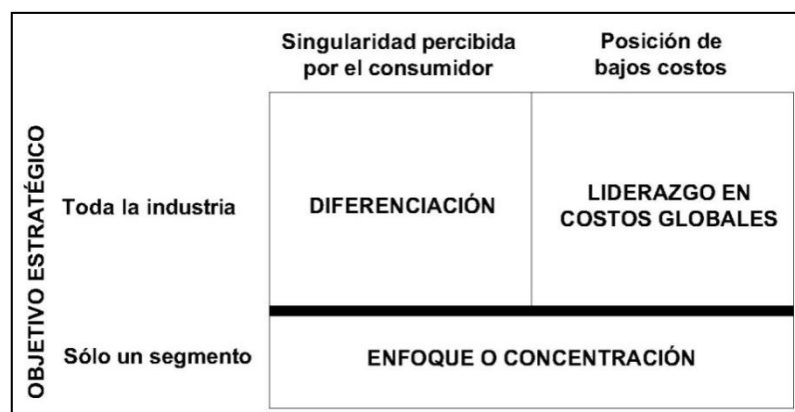 Singularidad percibida
por el consumidor
Posición de
bajos costos
OBJETIVO ESTRATÉGICO
Toda la industria
DIFERENCIACIÓN
LIDERAZGO EN
COSTOS GLOBALES
Sólo un segmento
ENFOQUE O CONCENTRACIÓN